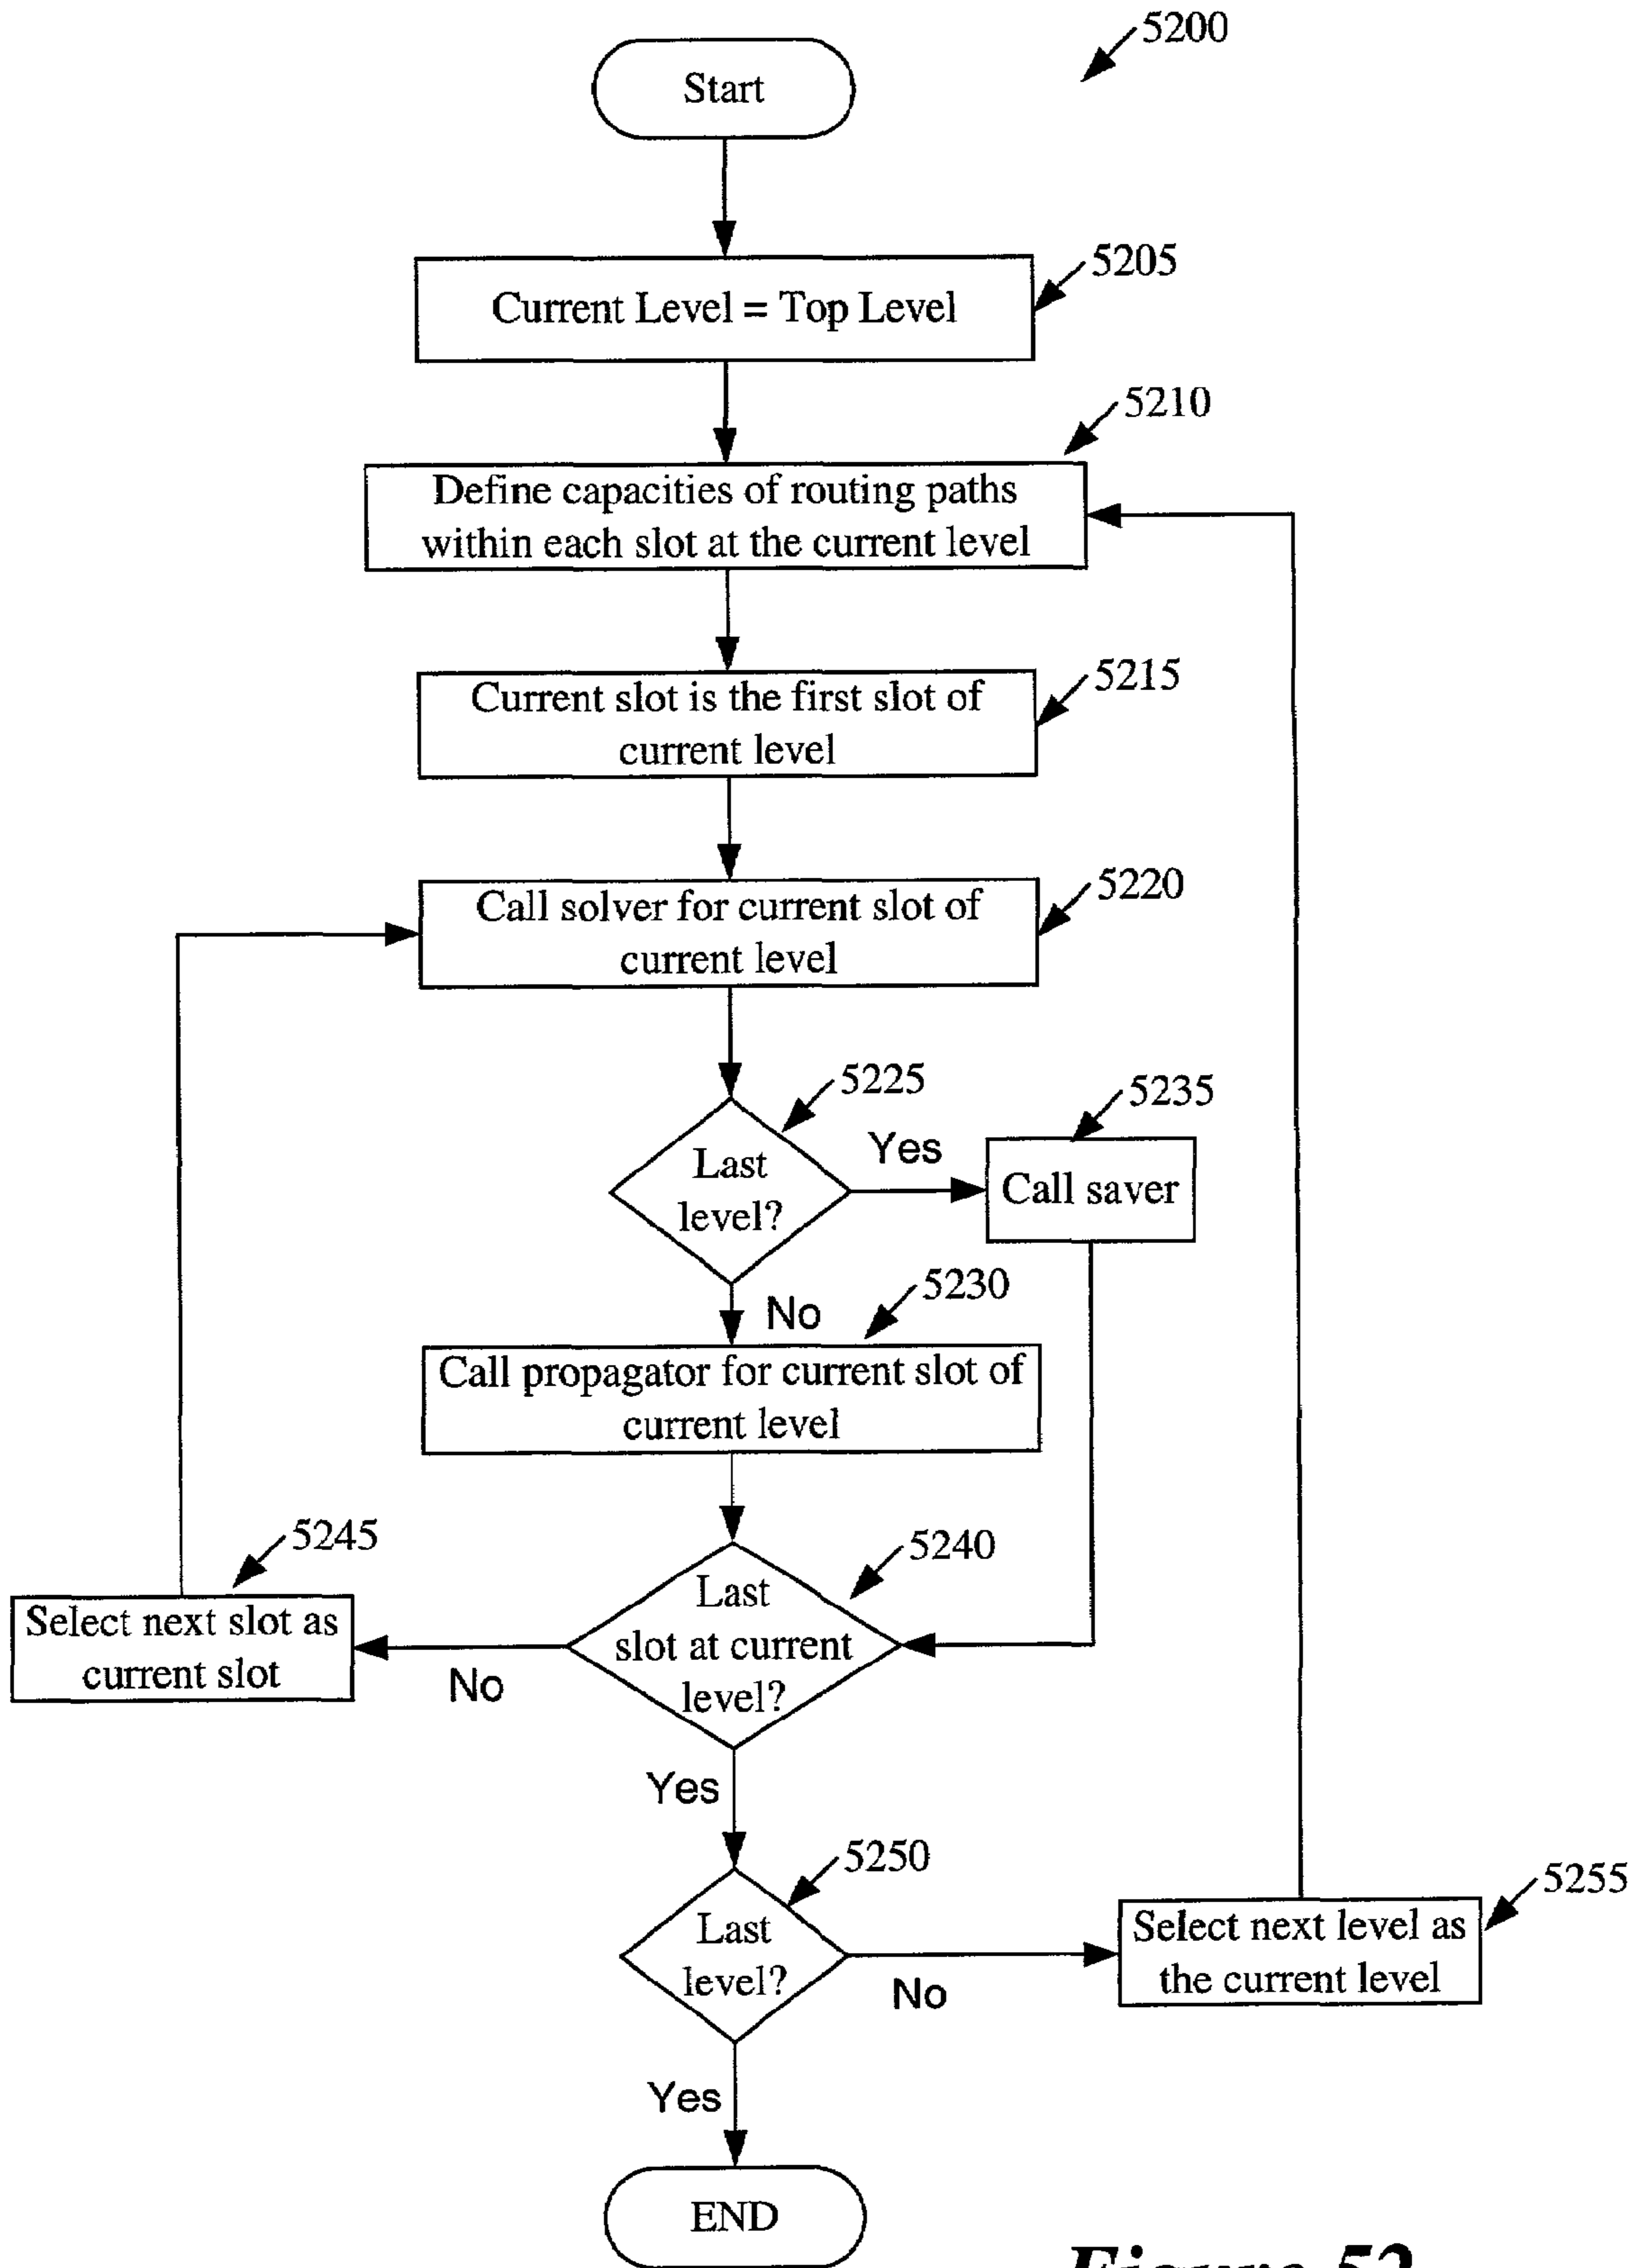 5200
Start
5205
Current Level = Top Level
5210
Define capacities of routing paths
within each slot at the current level
5215
Current slot is the first slot of
current level
5220
Call solver for current slot of
current level
5225
5235
Yes
Last
level?
Call saver
5230
No
Call propagator for current slot of
current level
5245
5240
Last
slot at current
level?
Select next slot as
current slot
No
Yes
5250
5255
Last
level?
Select next level as
the current level
No
Yes
END
Figure 52